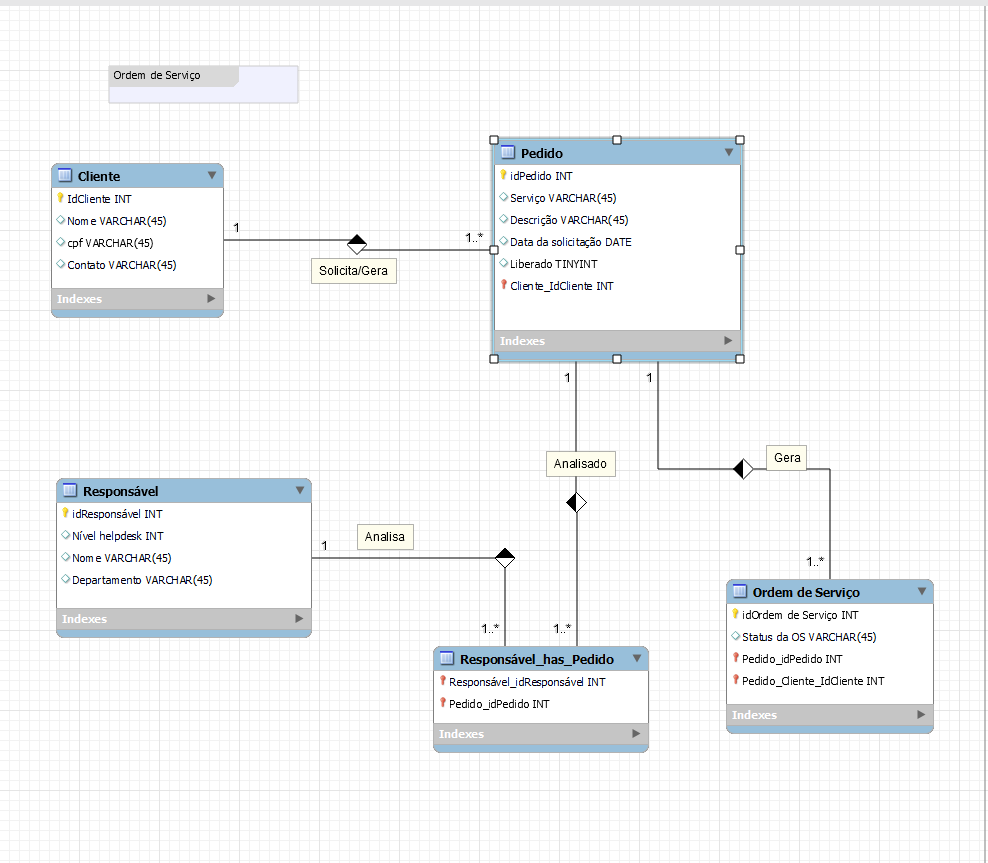 Ordem de Serviço
Cliente
IdCliente INT
Nome VARCHAR(45)
cpf VARCHAR(45)
Contato VARCHAR(45)
Indexes
1
Solicita/Gera
1..*
Pedido
idPedido INT
Serviço VARCHAR(45)
Descrição VARCHAR(45)
Data da solicitação DATE
Liberado TINYINT
Cliente_IdCliente INT
Indexes
1
1
Analisado
Gera
Responsável
idResponsável INT
Nível helpdesk INT
Nome VARCHAR(45)
Departamento VARCHAR(45)
Indexes
1
Analisa
1..*
1..*
1..*
Responsável_has_Pedido
Responsável_idResponsável INT
Pedido_idPedido INT
Indexes
Ordem de Serviço
idOrdem de Serviço INT
Status da OS VARCHAR(45)
Pedido_idPedido INT
Pedido_Cliente_IdCliente INT
Indexes